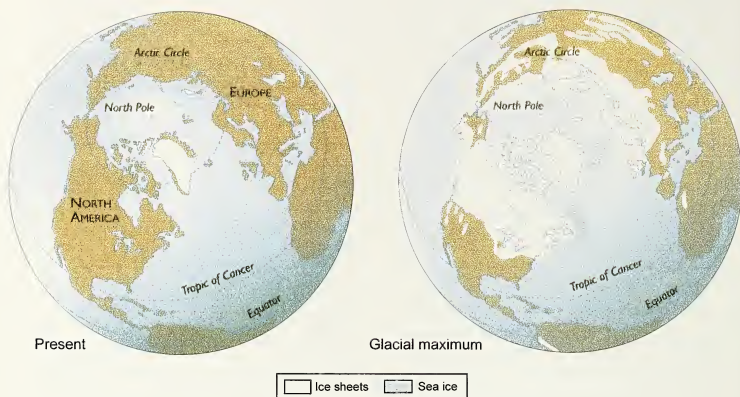 Arctic Circle
EUROPE
North Pole
NORTH
AMERICA
Tropic of Cancer
Equator
Present
Arctic Circle
North Pole
Tropic of Cancer
Equator
Glacial maximum
Ice sheets
Sea ice